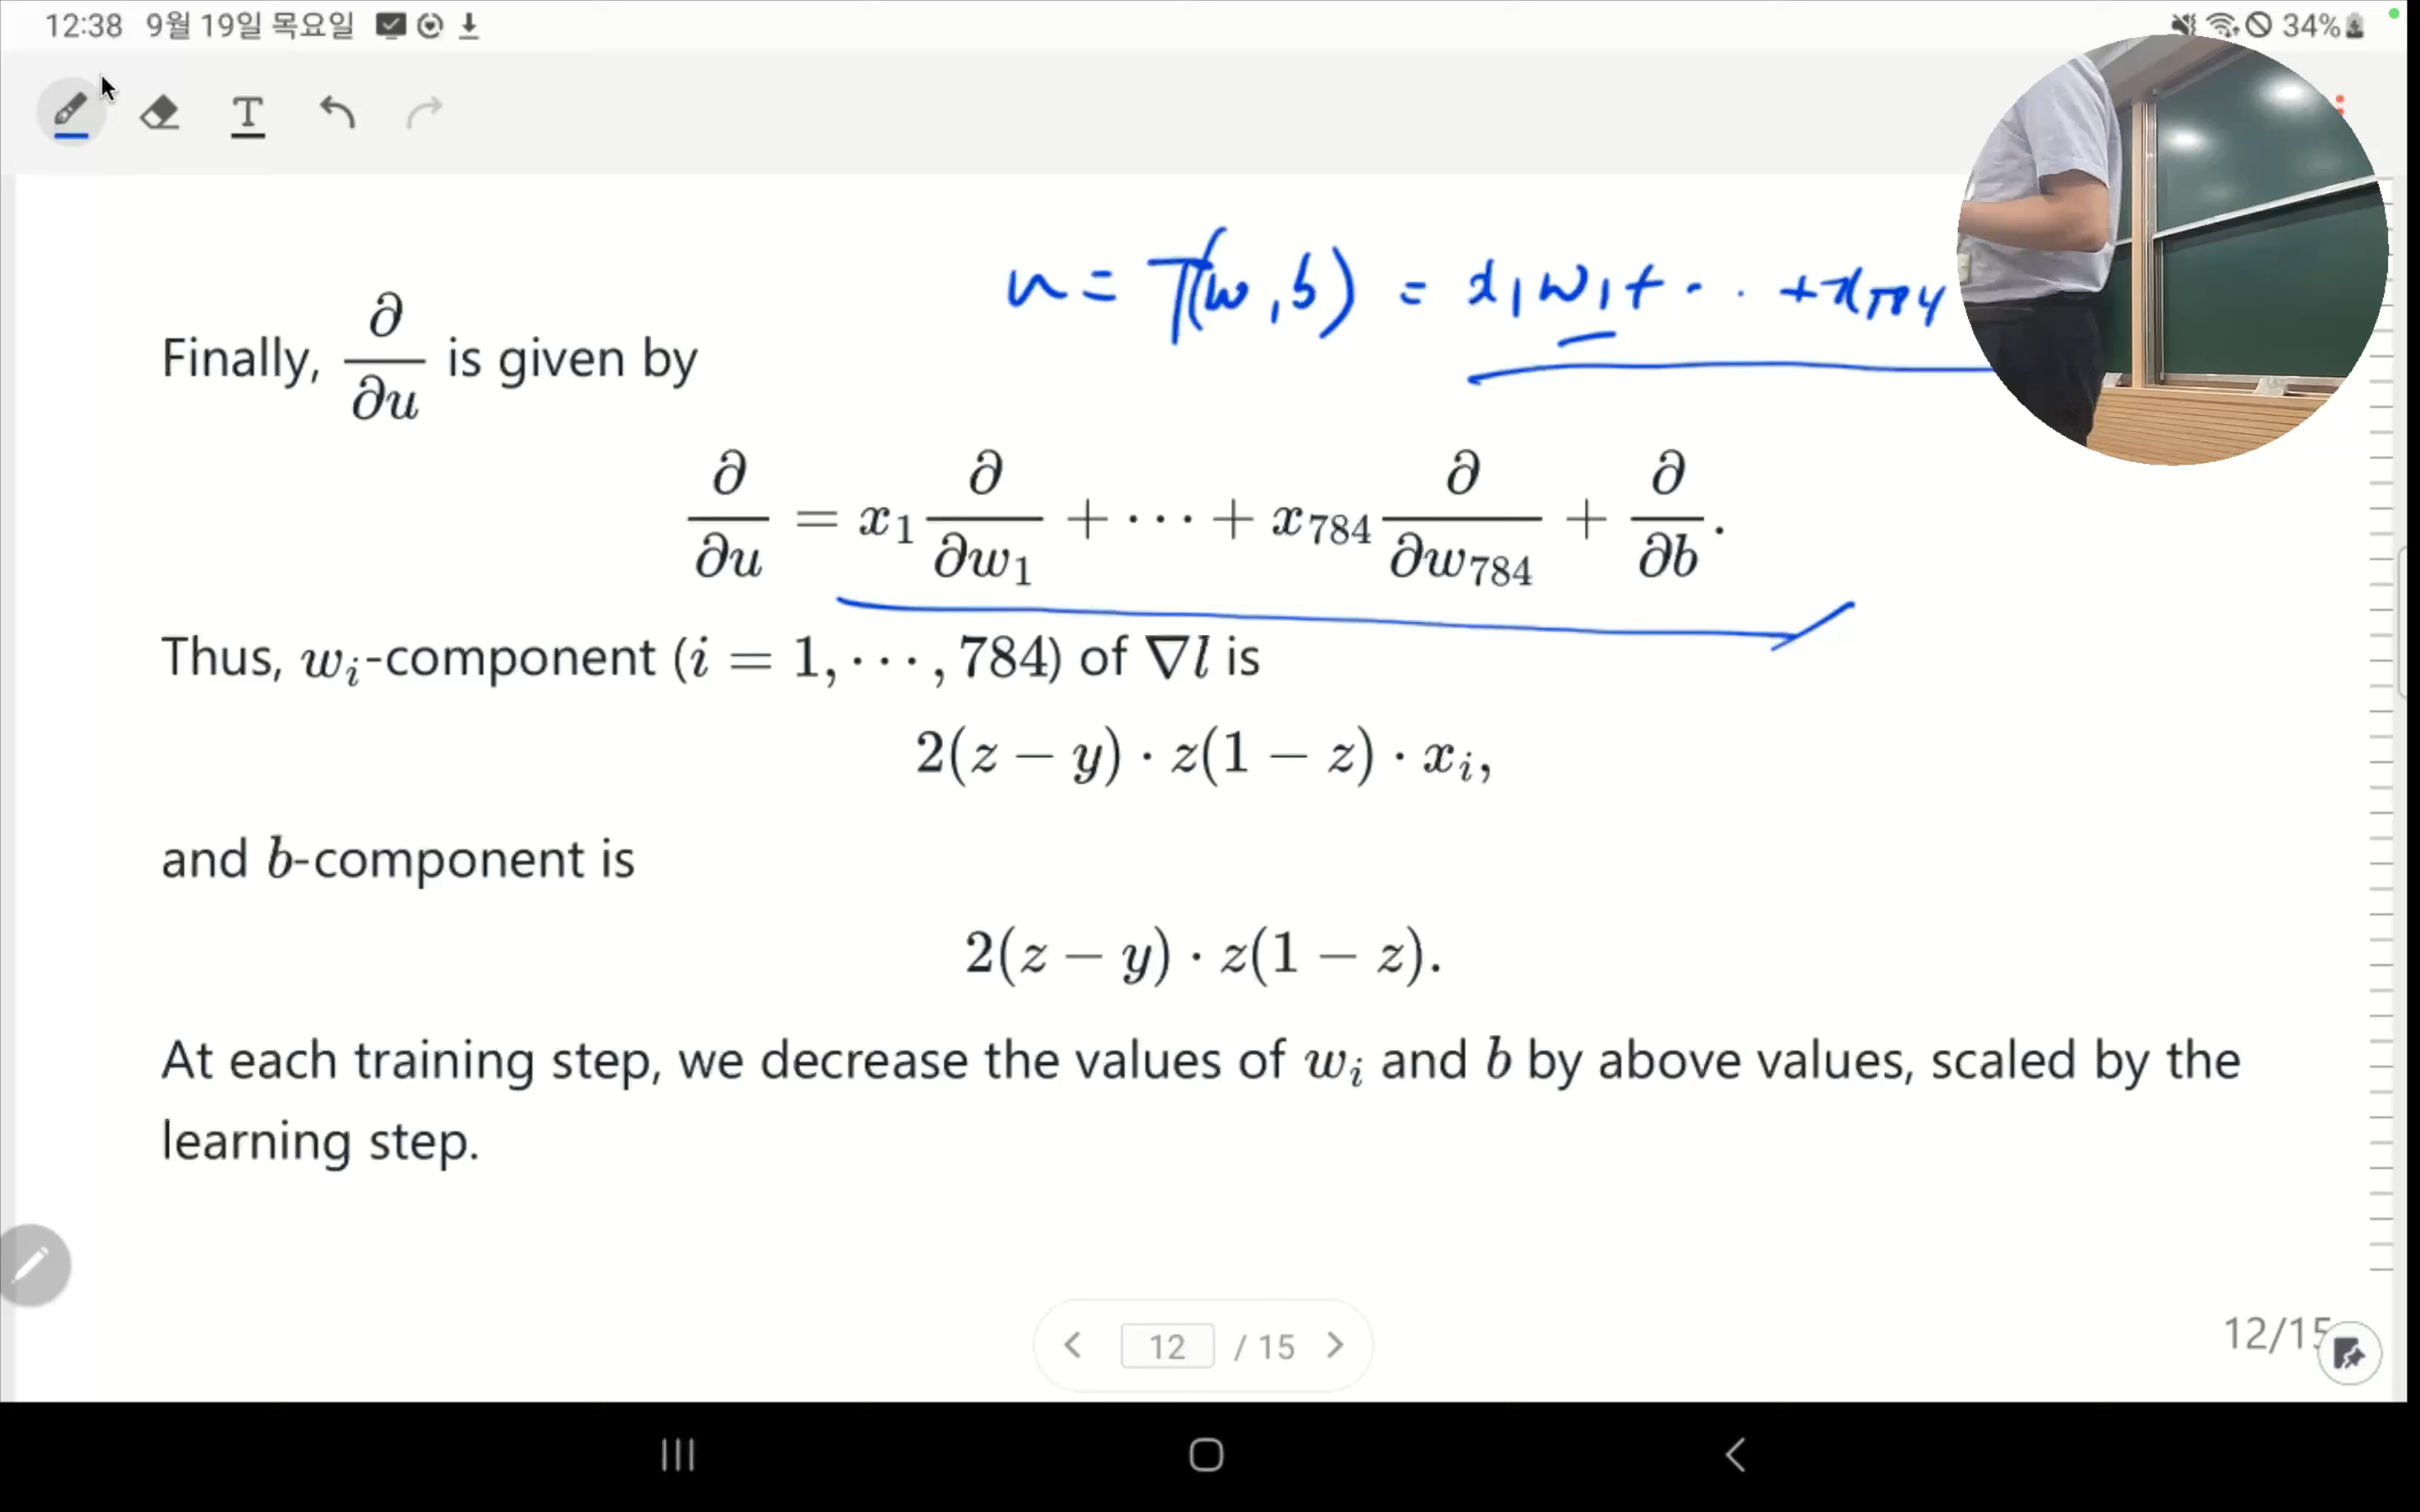 12:38 9월 19일 목요일 34%
T
u = T(w, b) = x₁w₁ + ⋯ + x₇₈₄
Finally, ∂/∂u is given by
∂/∂u = x₁ ∂/∂w₁ + ⋯ + x₇₈₄ ∂/∂w₇₈₄ + ∂/∂b.
Thus, wᵢ-component (i = 1, ⋯ , 784) of ∇l is
2(z − y) · z(1 − z) · xᵢ,
and b-component is
2(z − y) · z(1 − z).
At each training step, we decrease the values of wᵢ and b by above values, scaled by the
learning step.
12/15
12 / 15